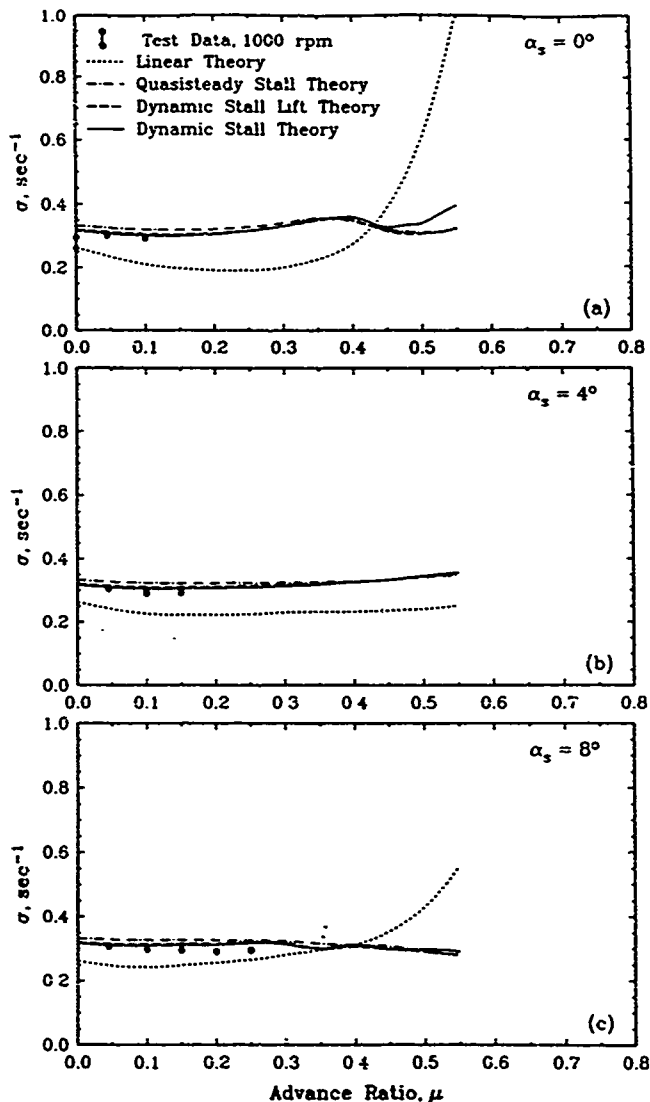 1.0
0.8
0.6
0.4
0.2
0.0
σ, sec⁻¹
Test Data, 1000 rpm
Linear Theory
Quasisteady Stall Theory
Dynamic Stall Lift Theory
Dynamic Stall Theory
αs = 0°
(a)
0.0 0.1 0.2 0.3 0 4 0.5 0.6 0.7 0.8
1.0
0.8
0.6
0.4
0.2
0.0
σ, sec⁻¹
αs = 4°
(b)
0.0 0.1 0.2 0.3 0 4 0.5 0.6 0.7 0.8
1.0
0.8
0.6
0.4
0 2
0.0
σ, sec⁻¹
αs = 8°
(c)
0.0 0.1 0.2 0.3 0 4 0.5 0.6 0.7 0.8
Advance Ratio, μ